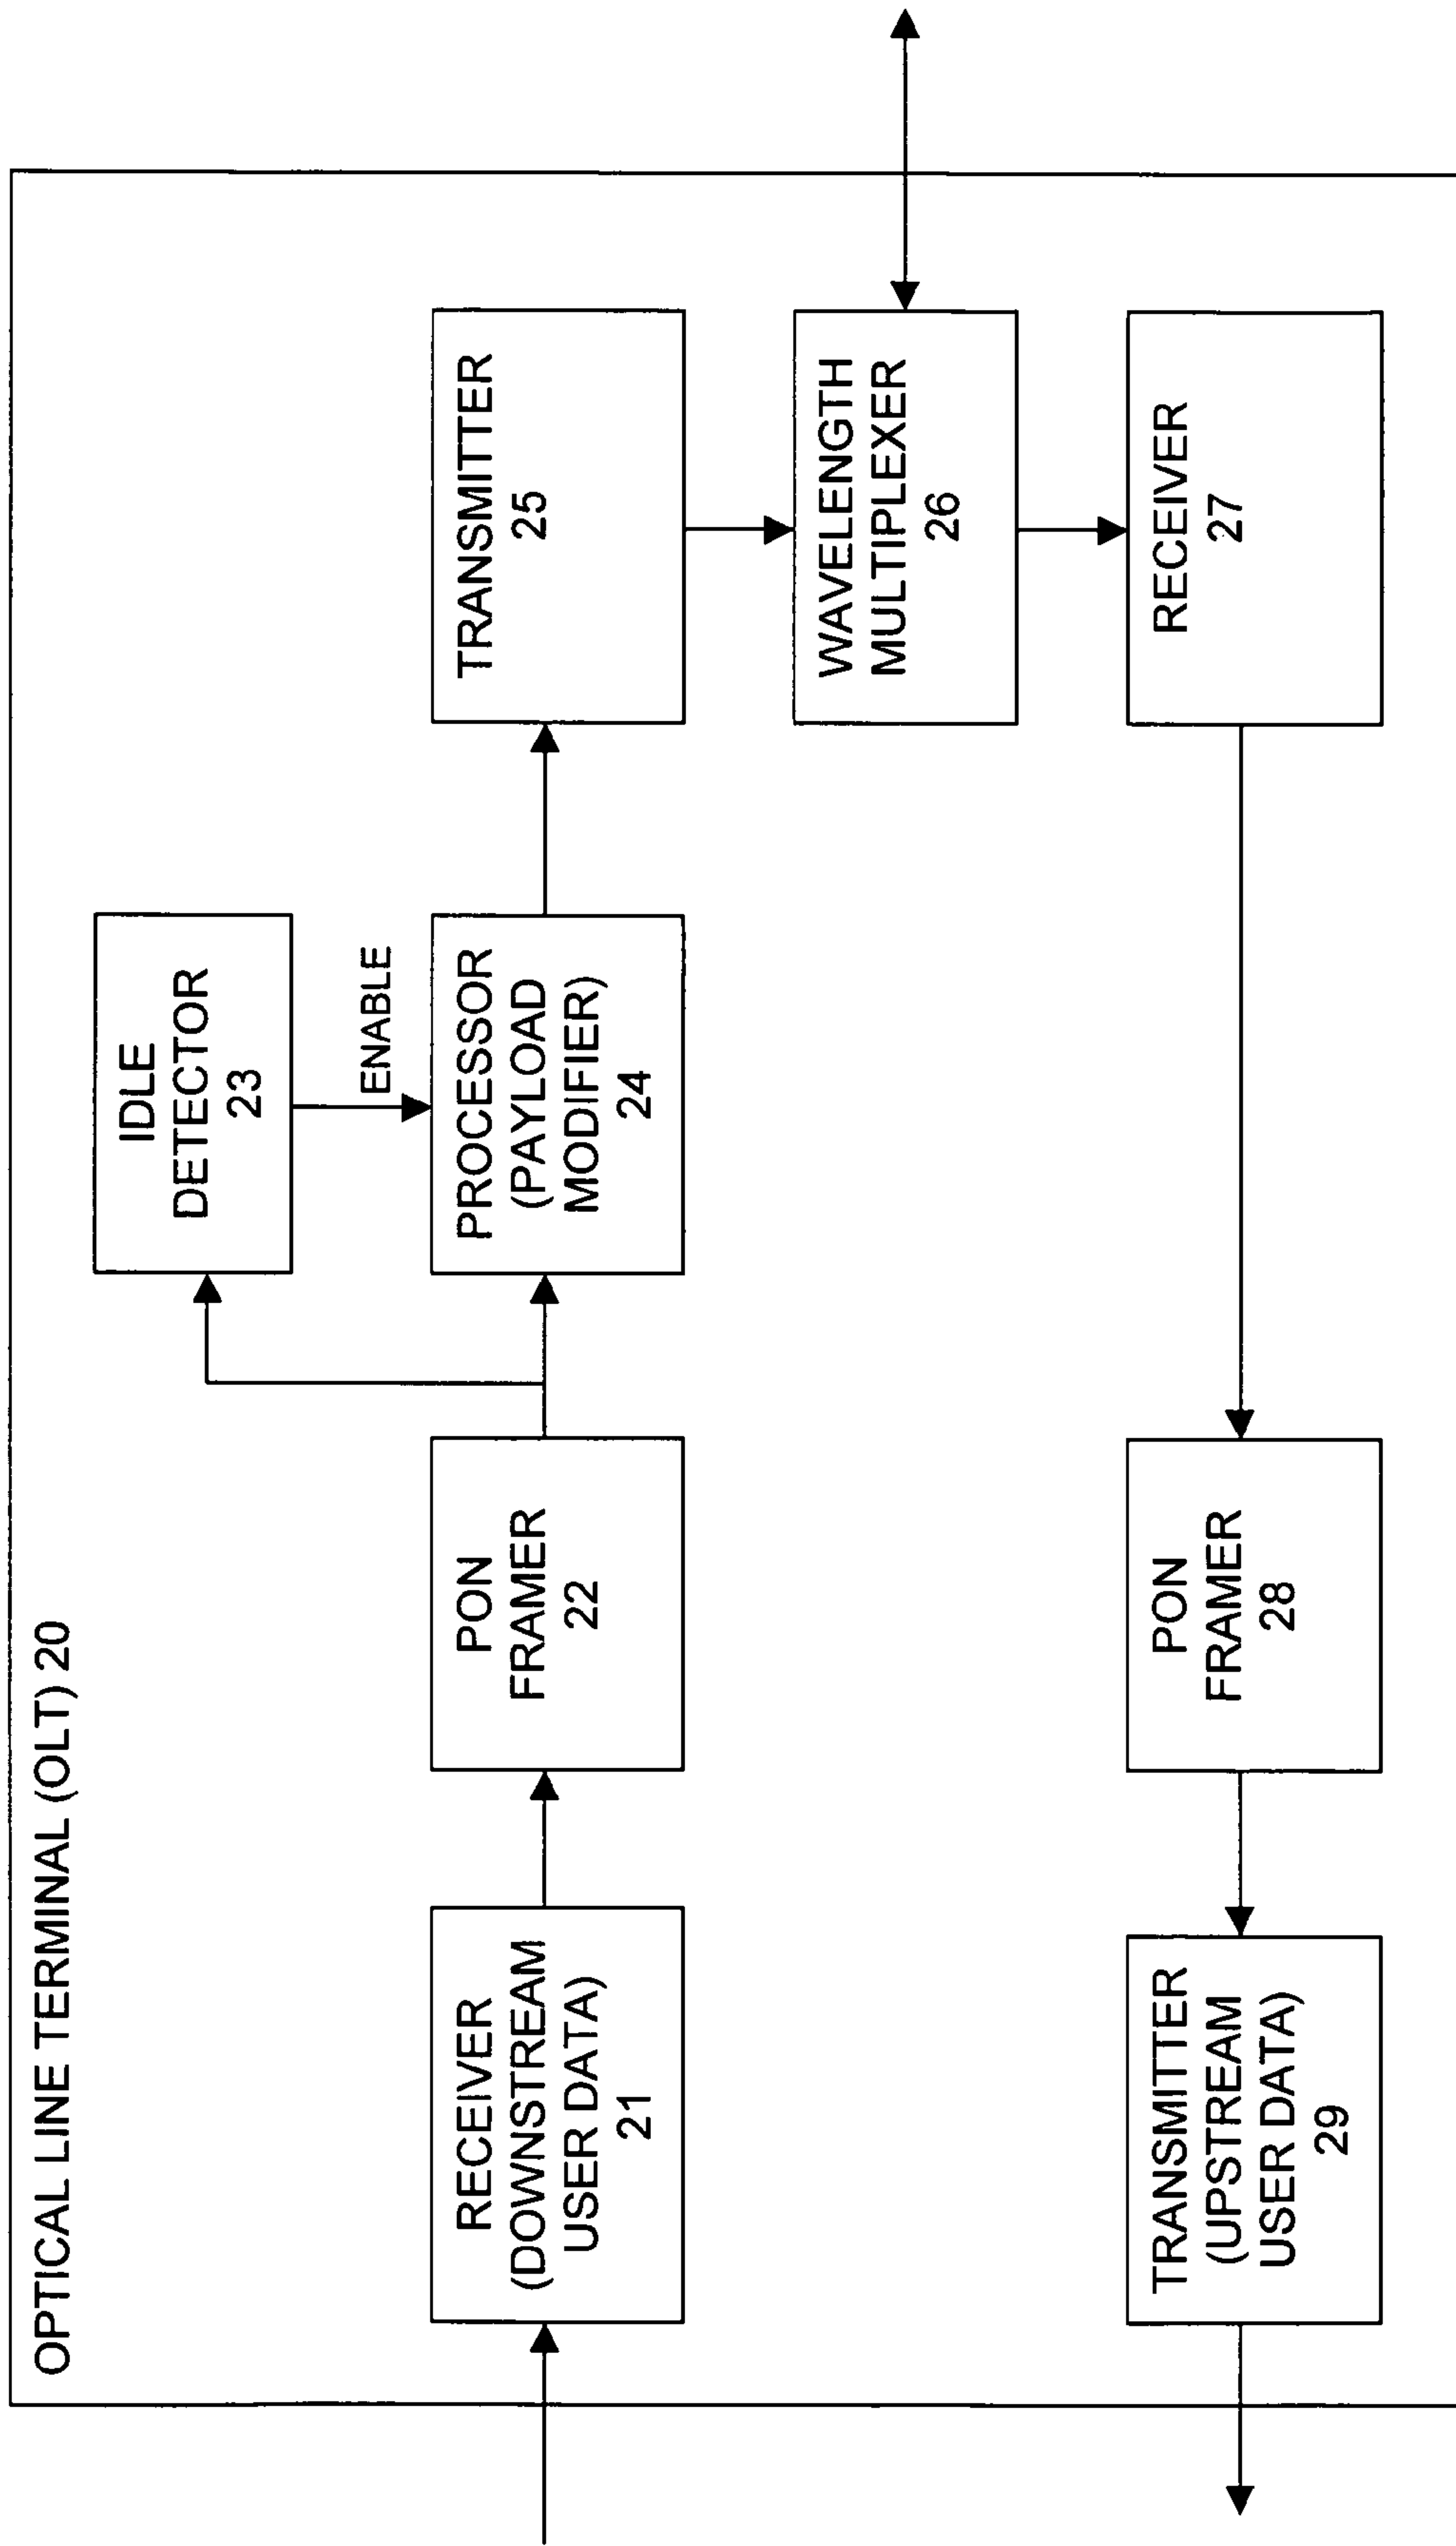 OPTICAL LINE TERMINAL (OLT) 20
IDLE
DETECTOR
23
ENABLE
RECEIVER
(DOWNSTREAM
USER DATA)
21
PON
FRAMER
22
PROCESSOR
(PAYLOAD
MODIFIER)
24
TRANSMITTER
25
WAVELENGTH
MULTIPLEXER
26
TRANSMITTER
(UPSTREAM
USER DATA)
29
PON
FRAMER
28
RECEIVER
27